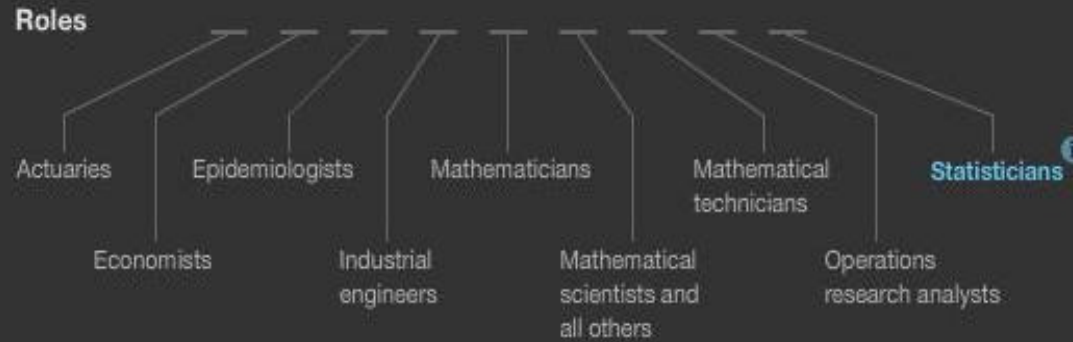 Roles
Actuaries
Epidemiologists
Mathematicians
Mathematical
technicians
Statisticians
Economists
Industrial
engineers
Mathematical
scientists and
all others
Operations
research analysts